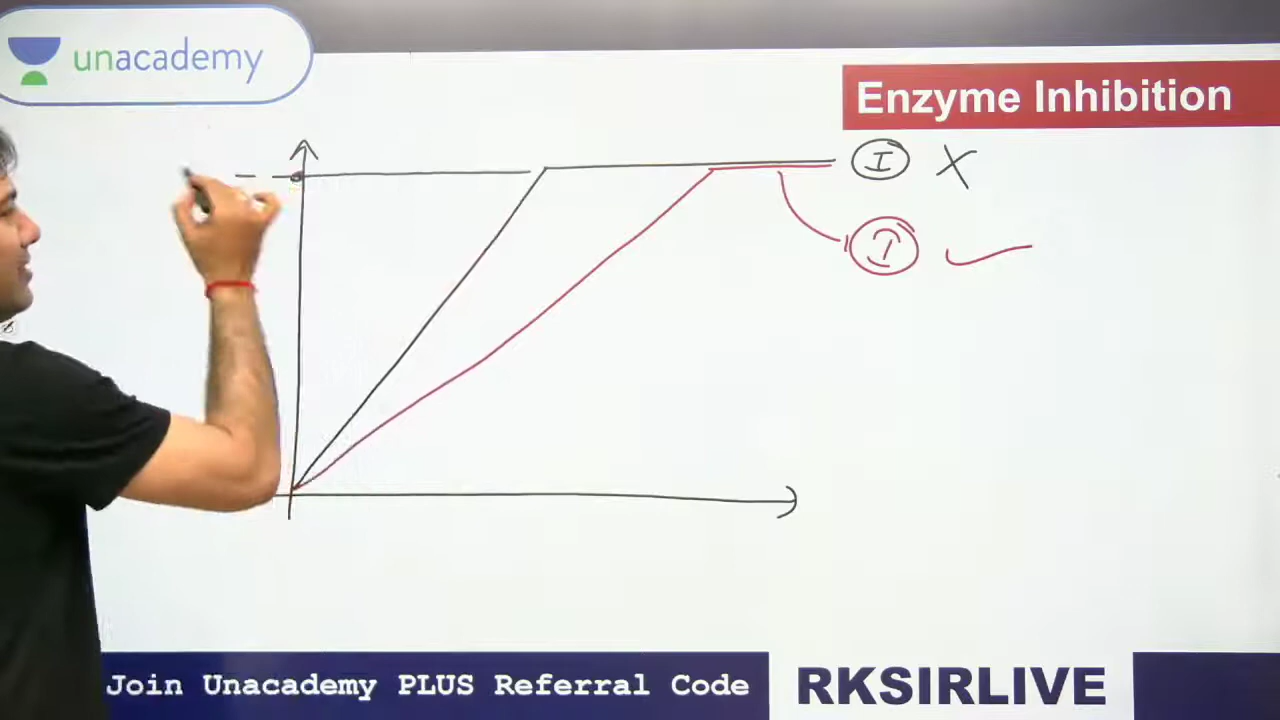 unacademy
Enzyme Inhibition
I X
I
Join Unacademy PLUS Referral Code
RKSIRLIVE